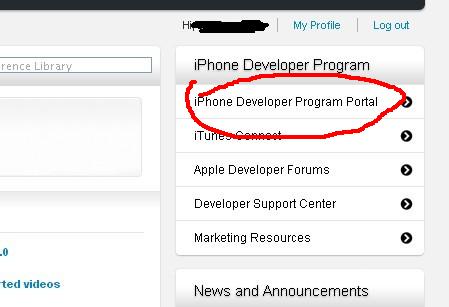 Hi
My Profile
Log out
rence Library
iPhone Developer Program
iPhone Developer Program Portal
iTunes Connect
Apple Developer Forums
Developer Support Center
Marketing Resources
.0
rted videos
News and Announcements